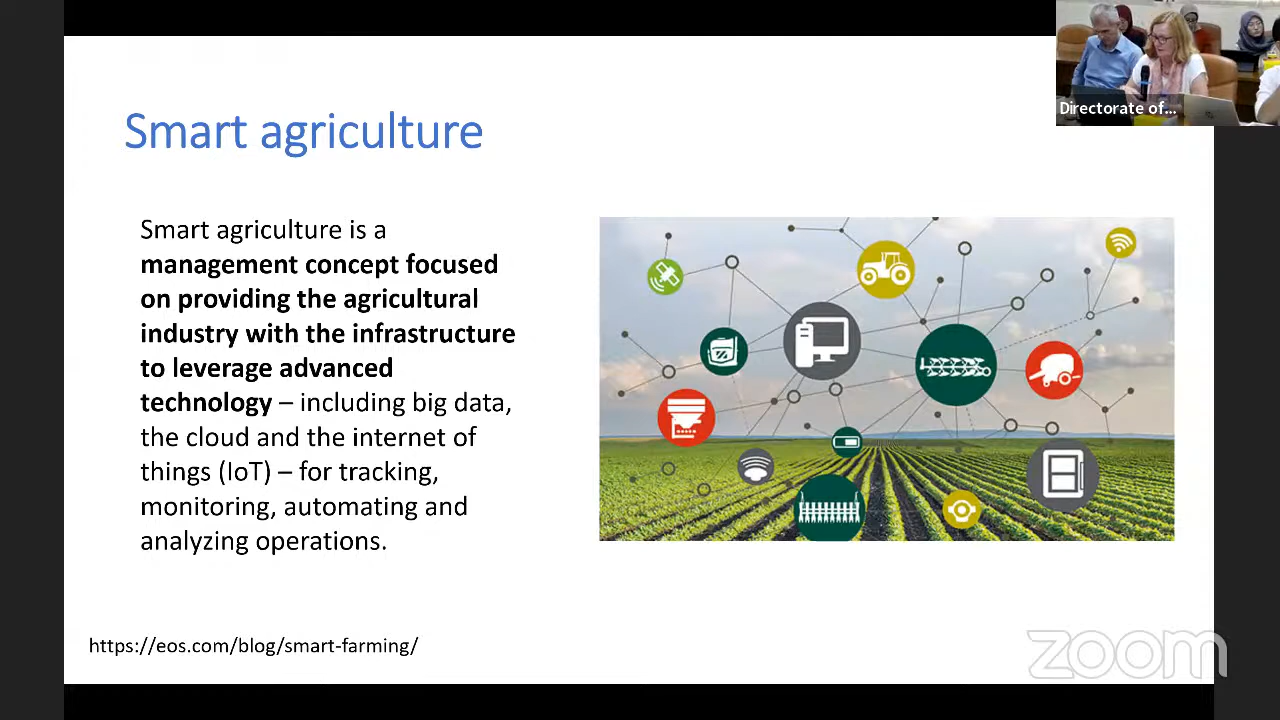 Directorate of...
Smart agriculture
Smart agriculture is a
management concept focused
on providing the agricultural
industry with the infrastructure
to leverage advanced
technology – including big data,
the cloud and the internet of
things (IoT) – for tracking,
monitoring, automating and
analyzing operations.
https://eos.com/blog/smart-farming/
zoom